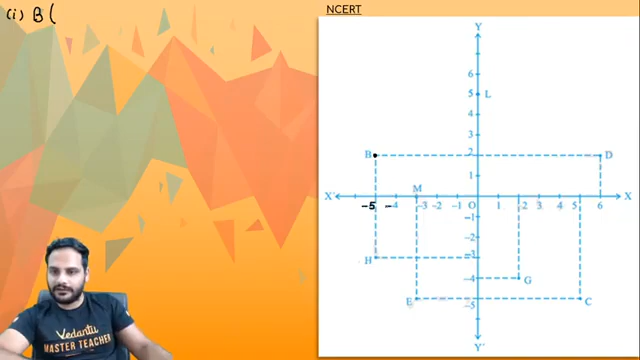 (i) B(
NCERT
Y
6
5 L
4
3
B 2 D
1
M
X' -5 -4 -3 -2 -1 O 1 2 3 4 5 6 X
-1
-2
-3
H
-4 G
E -5 C
Y'
Vedantu
MASTER TEACHER